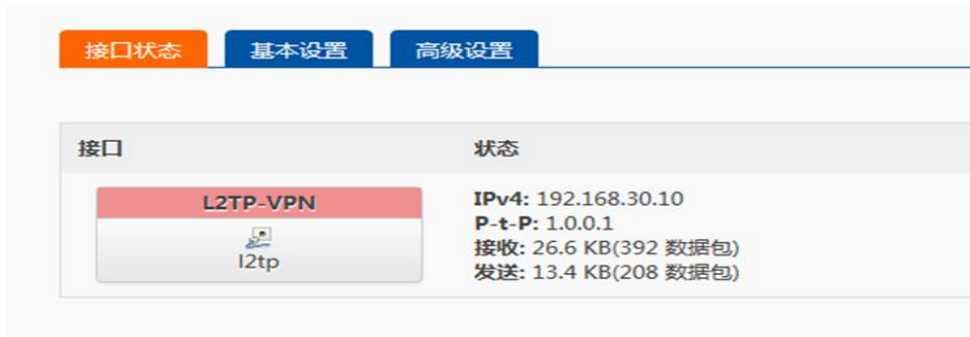 接口状态 基本设置 高级设置
接口 状态
L2TP-VPN
l2tp
IPv4: 192.168.30.10
P-t-P: 1.0.0.1
接收: 26.6 KB(392 数据包)
发送: 13.4 KB(208 数据包)